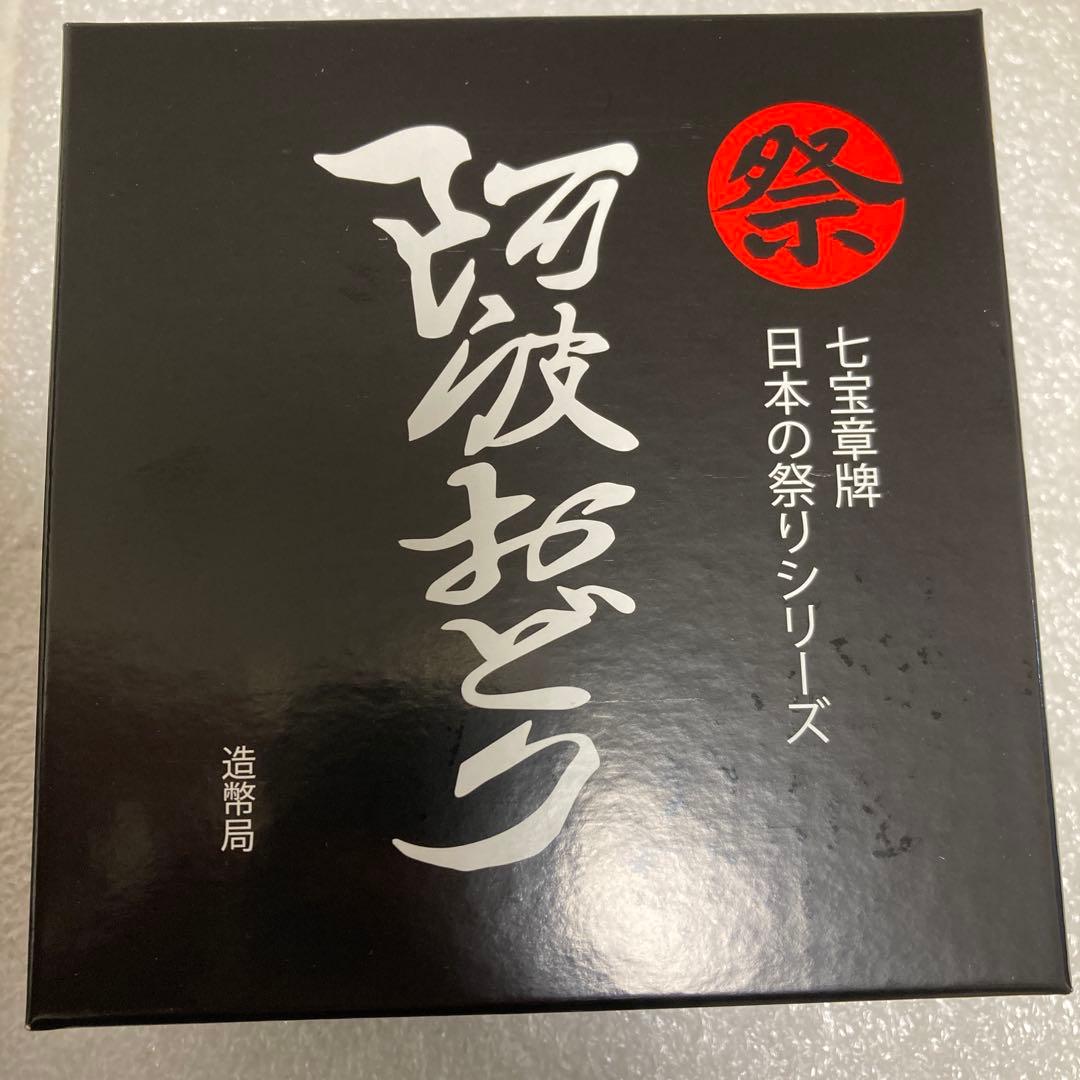 祭
七宝章牌
日本の祭りシリーズ
阿波おどり
造幣局